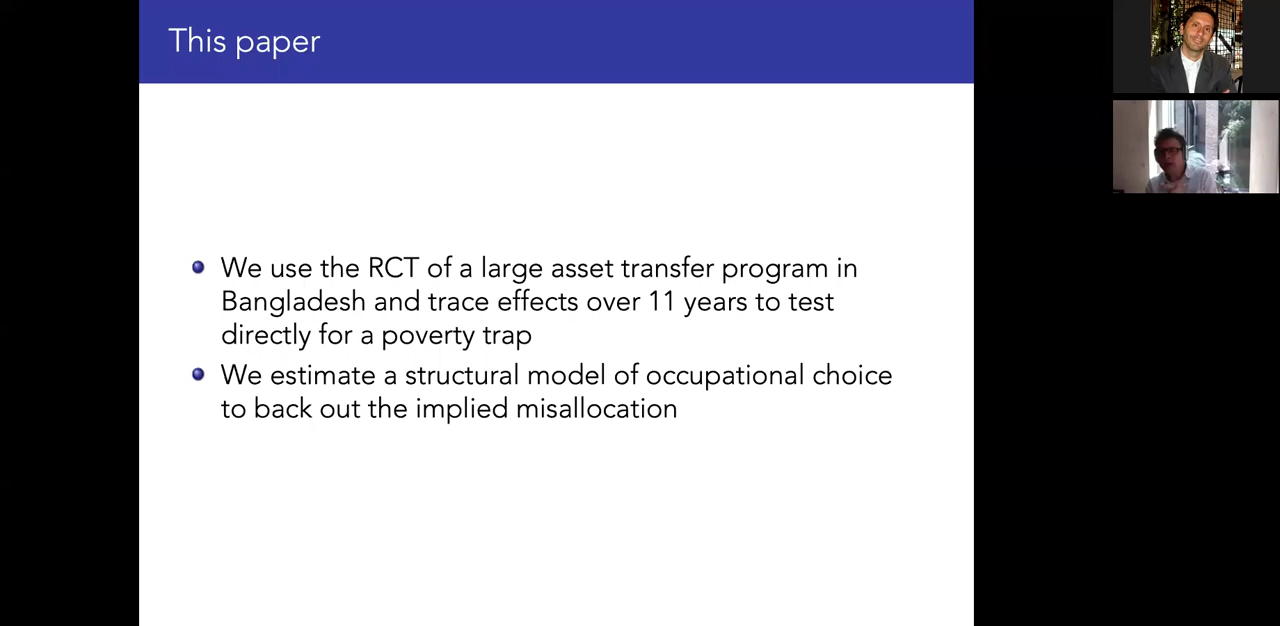 This paper
We use the RCT of a large asset transfer program in
Bangladesh and trace effects over 11 years to test
directly for a poverty trap
We estimate a structural model of occupational choice
to back out the implied misallocation